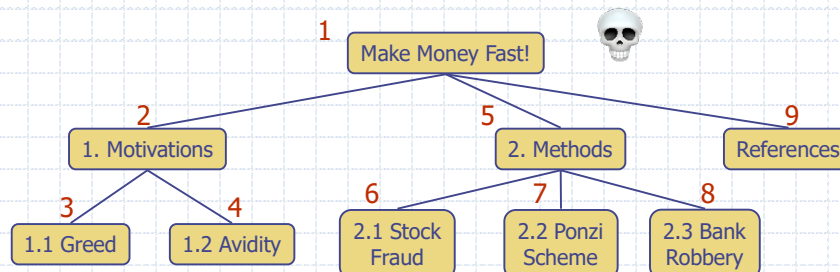 1
Make Money Fast!
2
5
9
1. Motivations
2. Methods
References
3
4
6
7
8
1.1 Greed
1.2 Avidity
2.1 Stock
Fraud
2.2 Ponzi
Scheme
2.3 Bank
Robbery